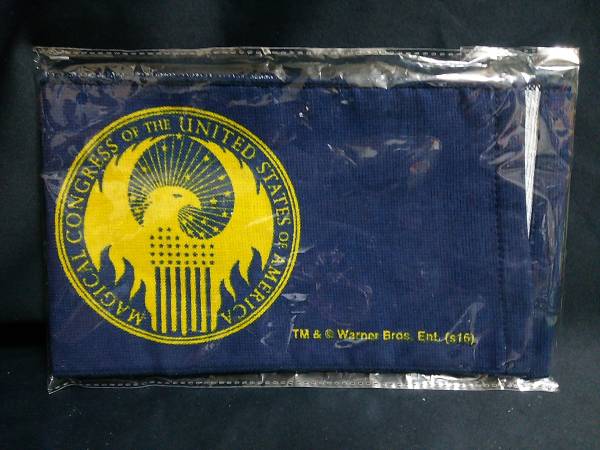 MAGICAL CONGRESS OF THE UNITED STATES OF AMERICA
TM & © Warner Bros. Ent. (s16)